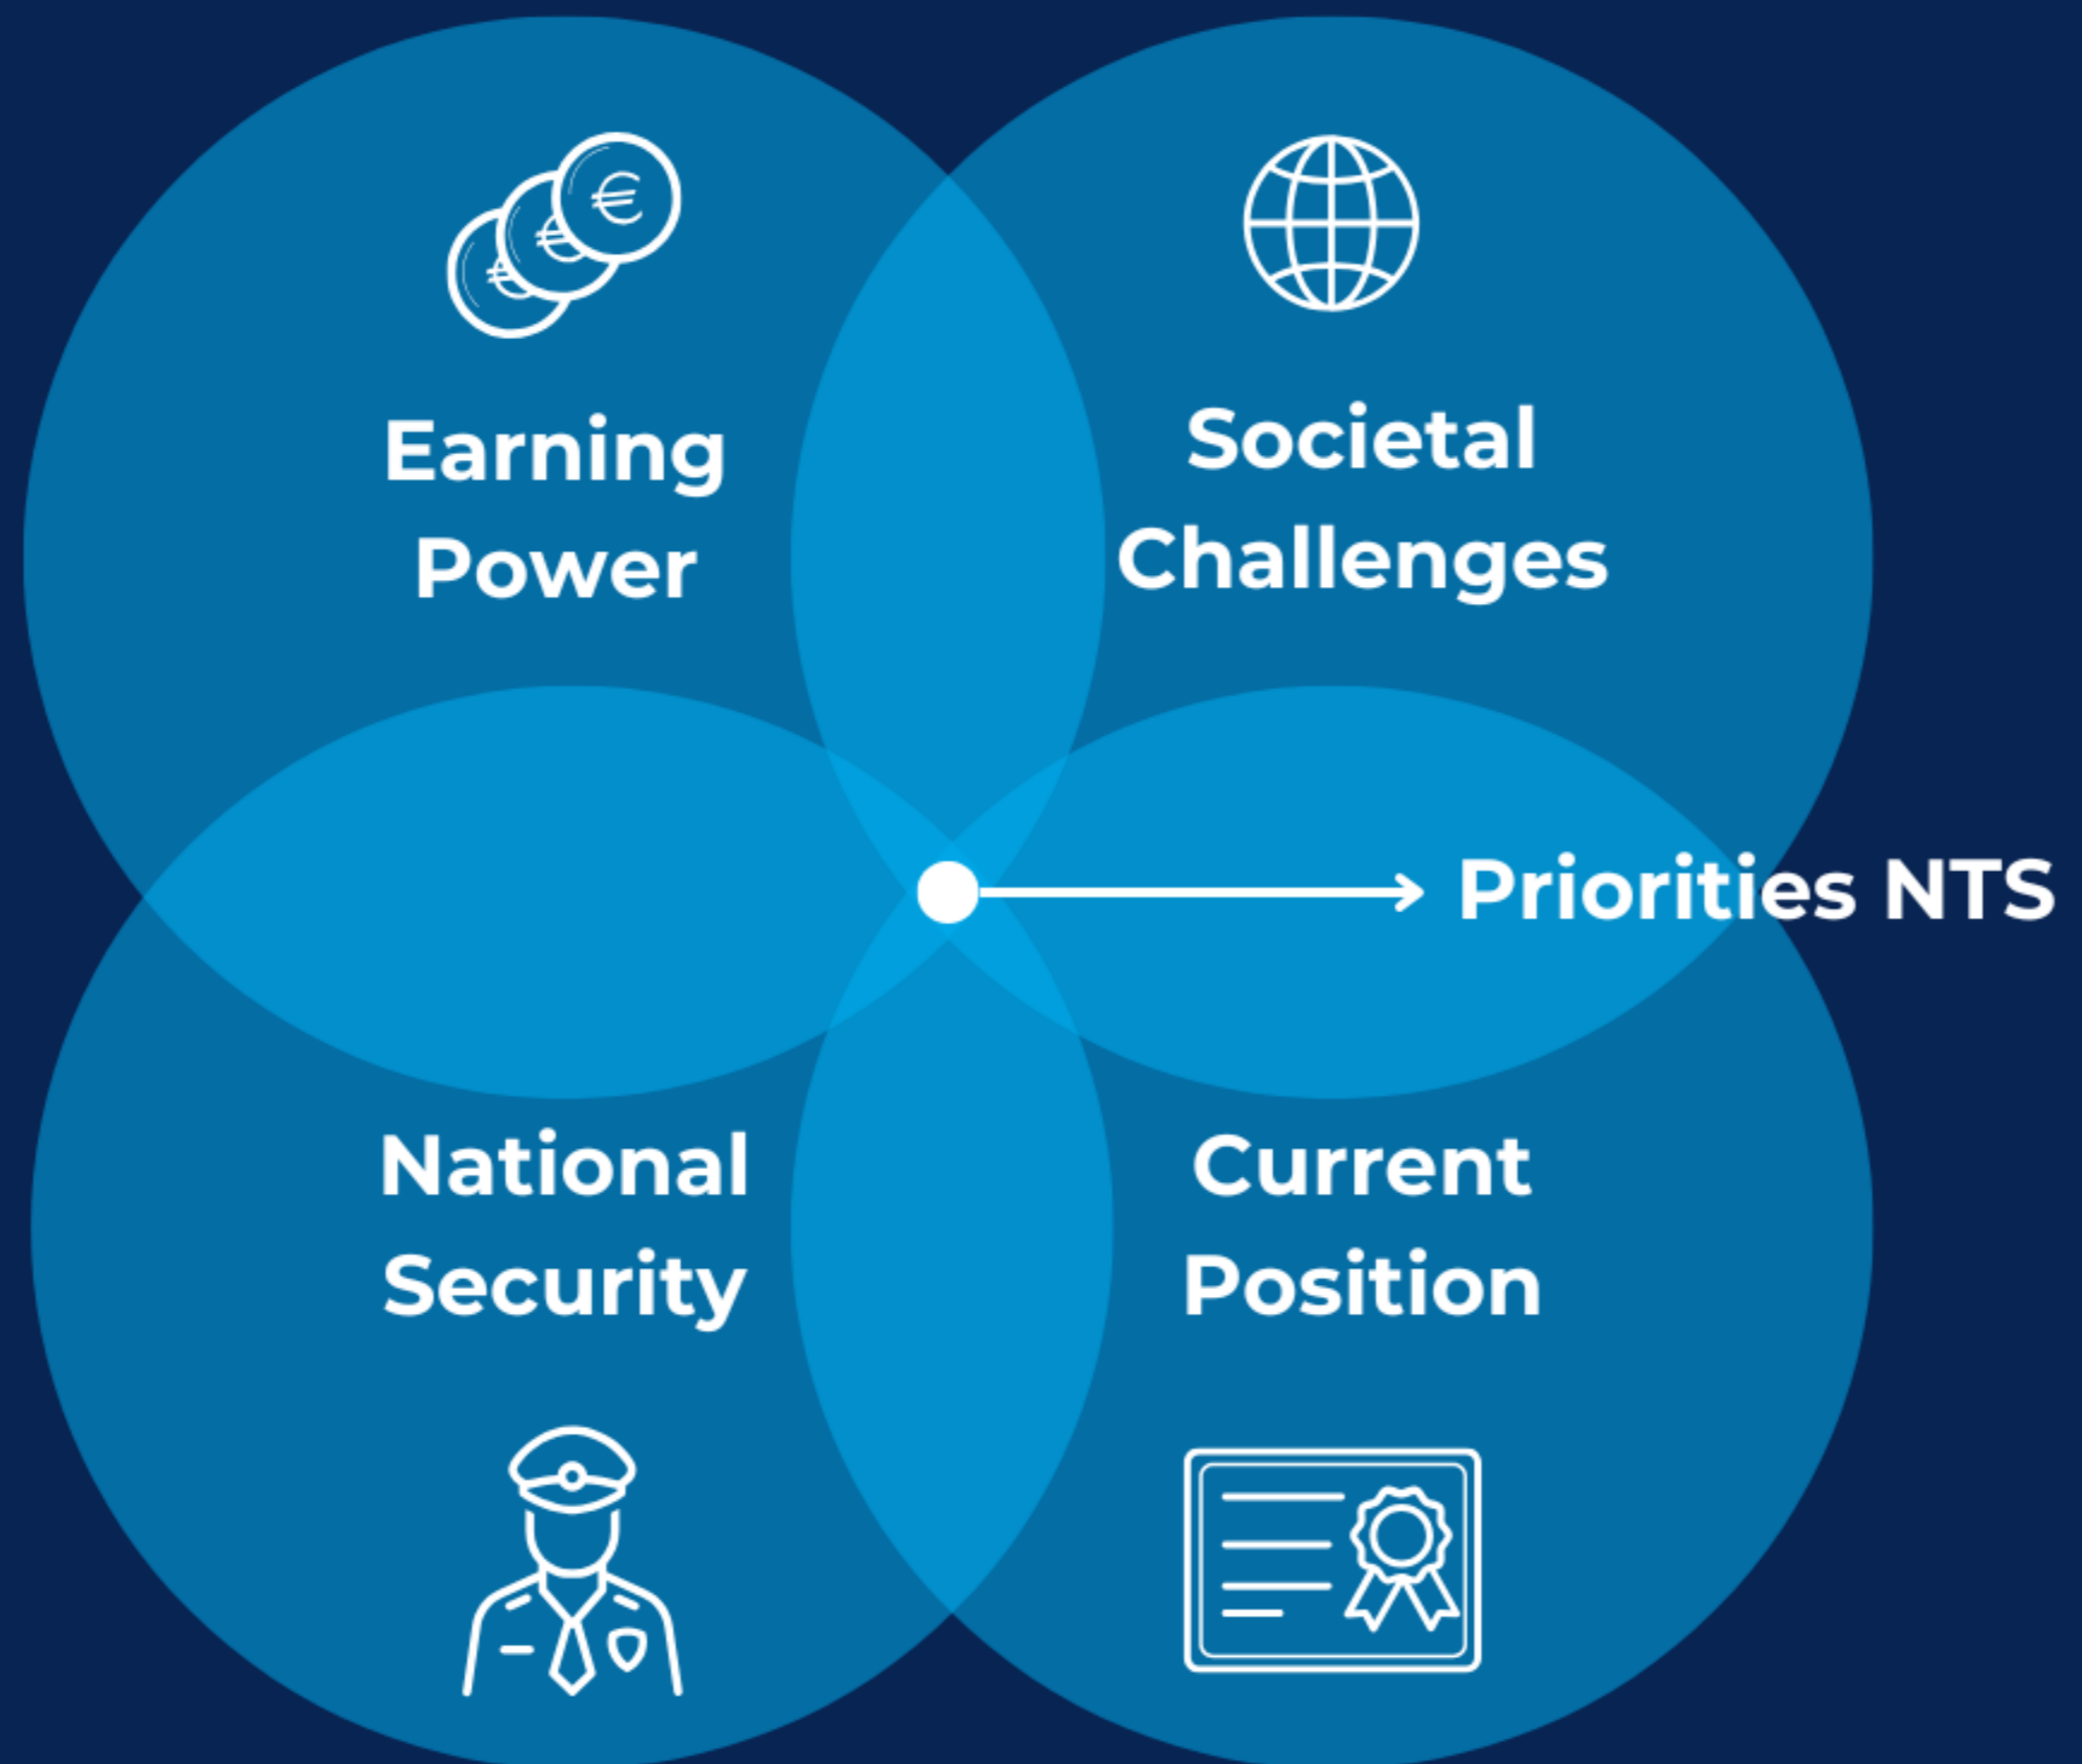 Earning
Power
Societal
Challenges
Priorities NTS
National
Security
Current
Position